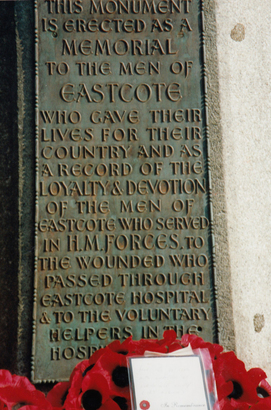 THIS MONUMENT
IS ERECTED AS A
MEMORIAL
TO THE MEN OF
EASTCOTE
WHO GAVE THEIR
LIVES FOR THEIR
COUNTRY AND AS
A RECORD OF THE
LOYALTY & DEVOTION
OF THE MEN OF
EASTCOTE WHO SERVED
IN H.M. FORCES, TO
THE WOUNDED WHO
PASSED THROUGH
EASTCOTE HOSPITAL
& TO THE VOLUNTARY
HELPERS IN THE
In Remembrance